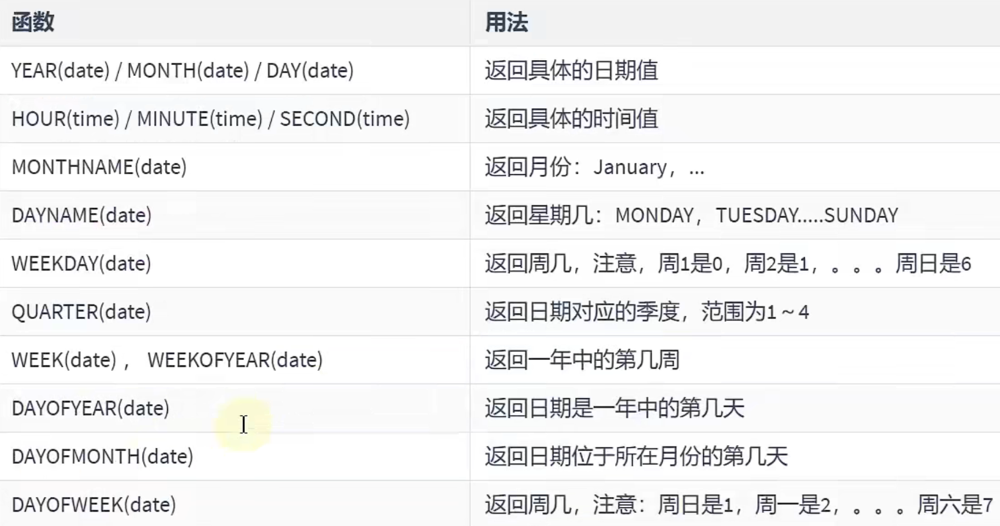 函数 用法
YEAR(date) / MONTH(date) / DAY(date) 返回具体的日期值
HOUR(time) / MINUTE(time) / SECOND(time) 返回具体的时间值
MONTHNAME(date) 返回月份：January，...
DAYNAME(date) 返回星期几：MONDAY，TUESDAY.....SUNDAY
WEEKDAY(date) 返回周几，注意，周1是0，周2是1，。。。周日是6
QUARTER(date) 返回日期对应的季度，范围为1～4
WEEK(date) ， WEEKOFYEAR(date) 返回一年中的第几周
DAYOFYEAR(date) 返回日期是一年中的第几天
DAYOFMONTH(date) 返回日期位于所在月份的第几天
DAYOFWEEK(date) 返回周几，注意：周日是1，周一是2，。。。周六是7